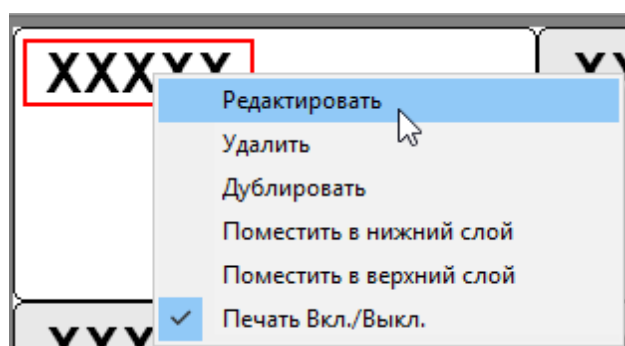 XXXXX
Редактировать
Удалить
Дублировать
Поместить в нижний слой
Поместить в верхний слой
Печать Вкл./Выкл.